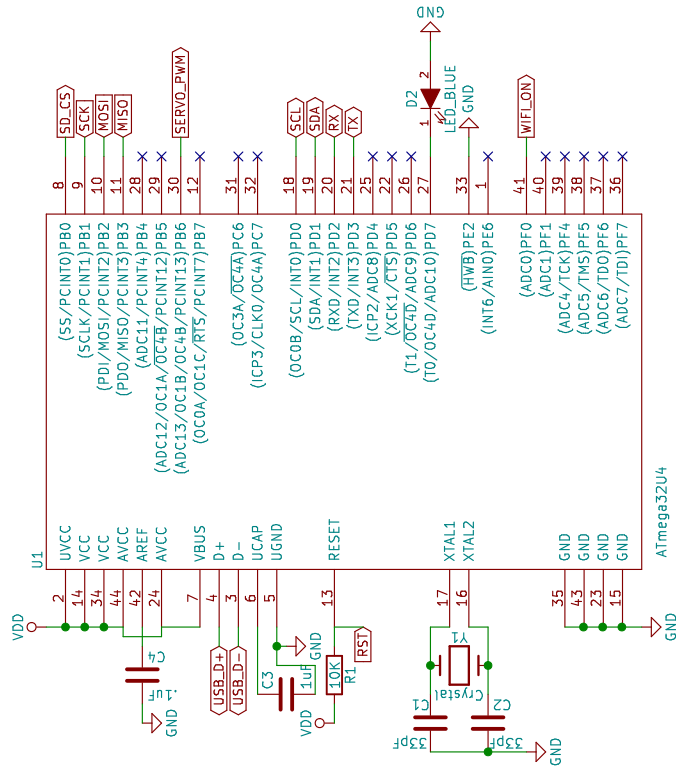 GND
SD_CS
SCK
MOSI
MISO
SERVO_PWM
SCL
SDA
RX
TX
D2
LED_BLUE
2
1
GND
WIFI_ON
8
9
10
11
28
29
30
12
31
32
18
19
20
21
25
22
26
27
33
1
41
40
39
38
37
36
(SS/PCINT0)PB0
(SCLK/PCINT1)PB1
(PDI/MOSI/PCINT2)PB2
(PDO/MISO/PCINT3)PB3
(ADC11/PCINT4)PB4
(ADC12/OC1A/OC4B/PCINT12)PB5
(ADC13/OC1B/OC4B/PCINT13)PB6
(OC0A/OC1C/RTS/PCINT7)PB7
(OC3A/OC4A)PC6
(ICP3/CLK0/OC4A)PC7
(OC0B/SCL/INT0)PD0
(SDA/INT1)PD1
(RXD/INT2)PD2
(TXD/INT3)PD3
(ICP2/ADC8)PD4
(XCK1/CTS)PD5
(T1/OC4D/ADC9)PD6
(T0/OC4D/ADC10)PD7
(HWB)PE2
(INT6/AIN0)PE6
(ADC0)PF0
(ADC1)PF1
(ADC4/TCK)PF4
(ADC5/TMS)PF5
(ADC6/TDO)PF6
(ADC7/TDI)PF7
U1
UVCC
VCC
VCC
AVCC
AREF
AVCC
VBUS
D+
D-
UCAP
UGND
RESET
XTAL1
XTAL2
GND
GND
GND
GND
ATmega32U4
2
14
34
44
42
24
7
4
3
6
5
13
17
16
35
43
23
15
VDD
C4
.1uF
GND
USB_D+
USB_D-
C3
1uF
GND
RST
10K
R1
VDD
Y1
Crystal
C1
33pF
C2
33pF
GND
GND